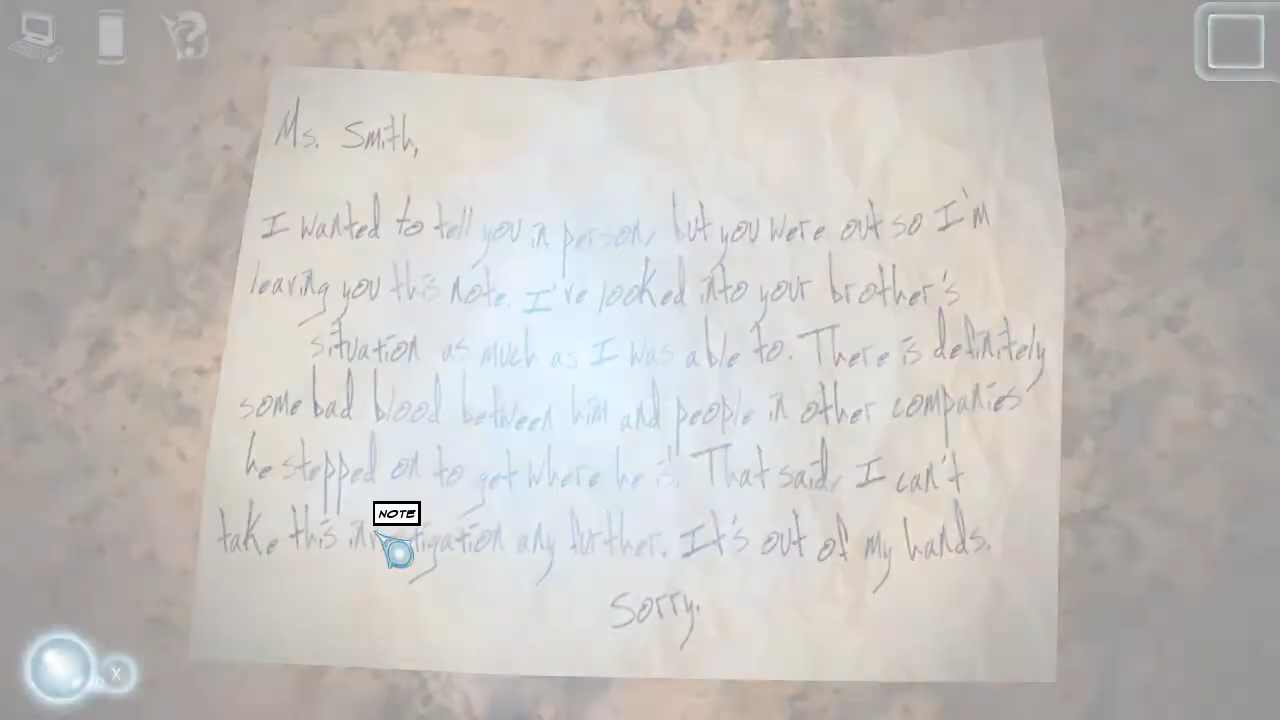 Ms. Smith,
I wanted to tell you in person, but you were out so I'm
leaving you this note. I've looked into your brother's
situation as much as I was able to. There is definitely
some bad blood between him and people in other companies
he stepped on to get where he is. That said, I can't
NOTE
take this investigation any further. It's out of my hands.
Sorry.
X